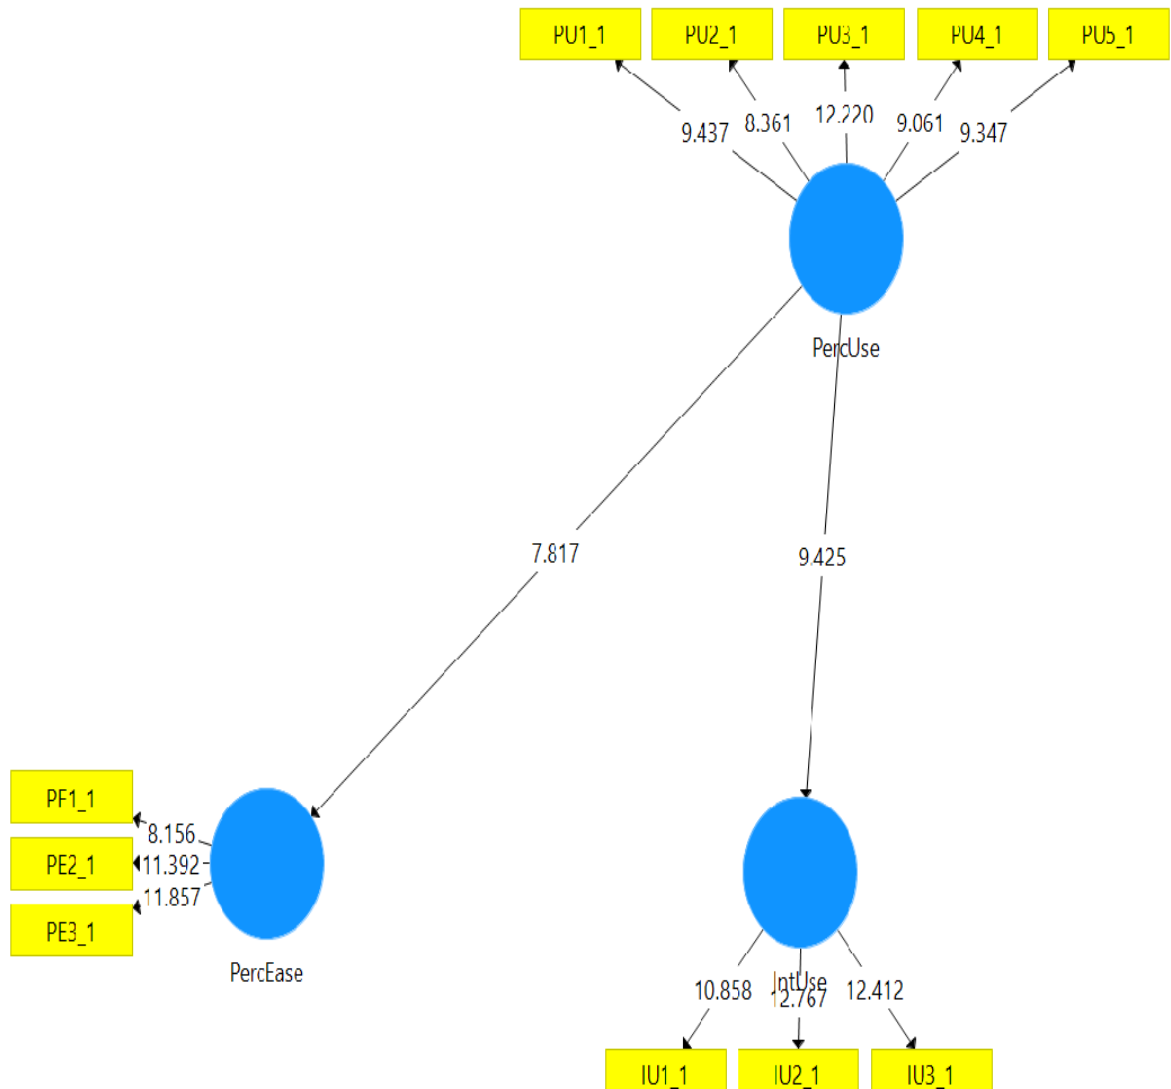 PU1_1 PU2_1 PU3_1 PU4_1 PU5_1
9.437 8.361 12.220 9.061 9.347
PercUse
7.817 9.425
PF1_1
8.156
PE2_1 11.392
11.857
PE3_1
PercEase
IntUse
10.858 12.767 12.412
IU1_1 IU2_1 IU3_1